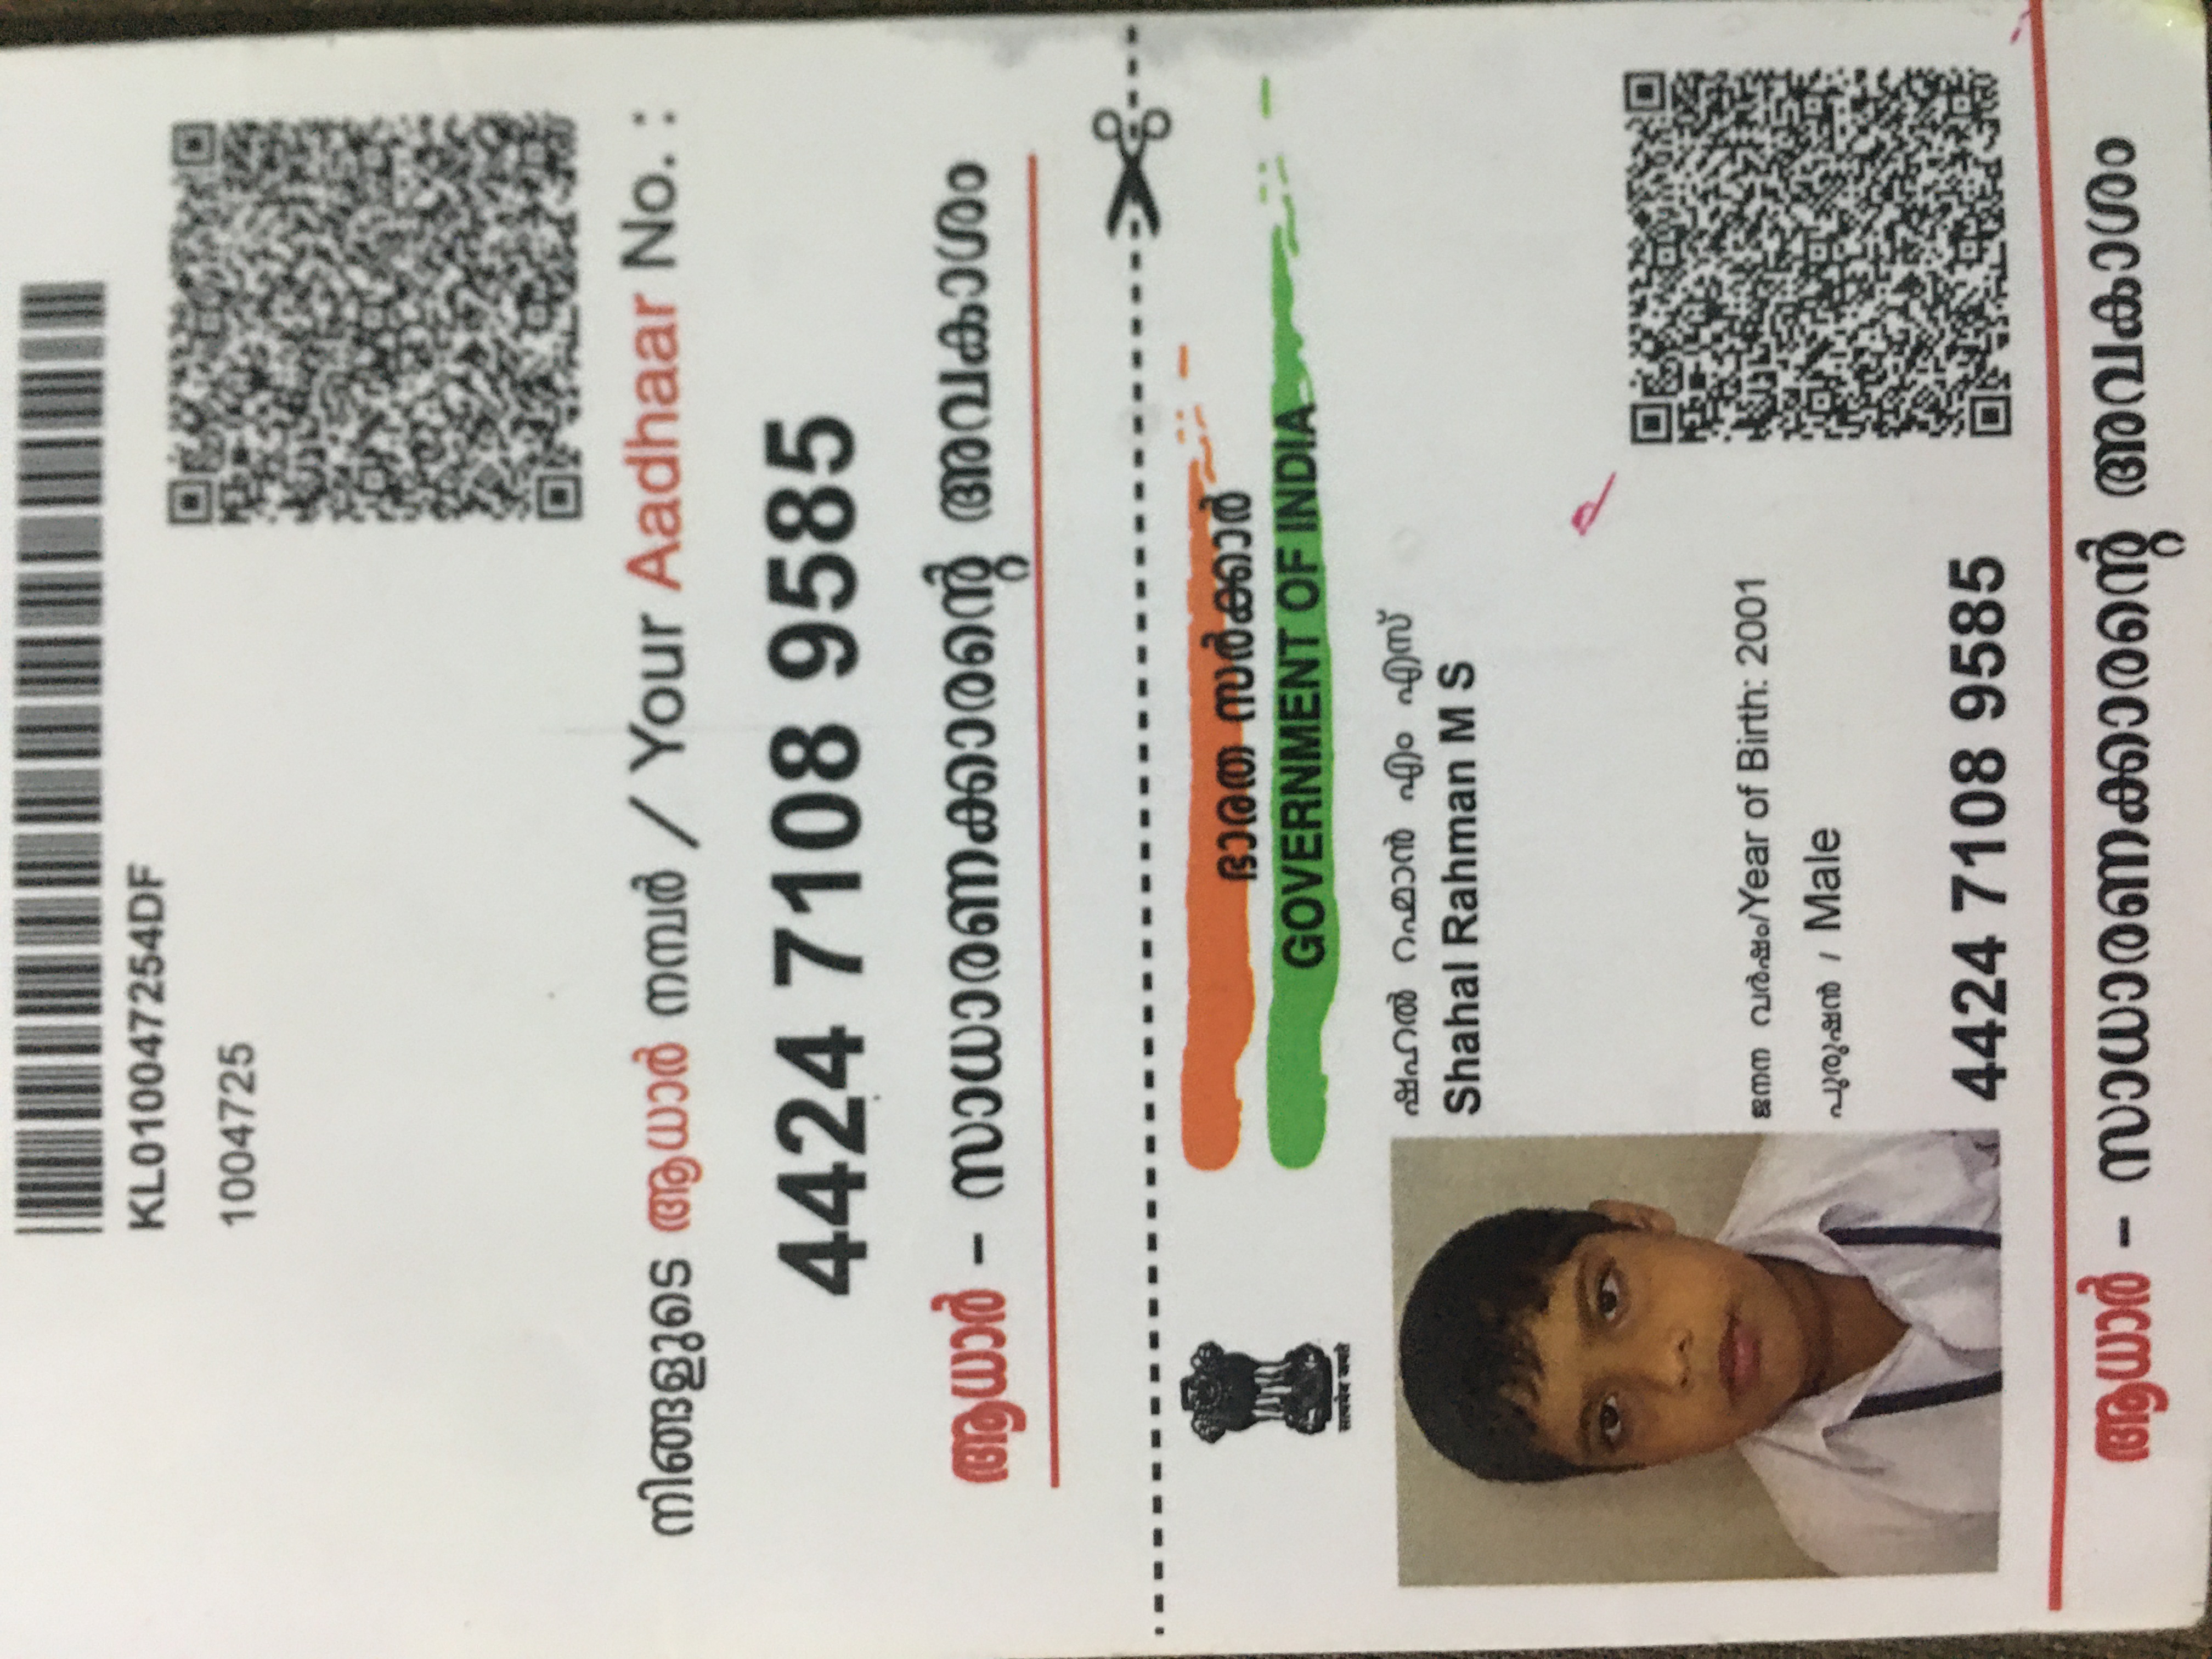 KL010047254DF
1004725
നിങ്ങളുടെ ആധാർ നമ്പർ / Your Aadhaar No. :
4424 7108 9585
ആധാർ - സാധാരണക്കാരന്റെ അവകാശം
ഭാരത സർക്കാർ
GOVERNMENT OF INDIA
सत्यमेव जयते
ഷഹൽ റഹ്മാൻ എം എസ്
Shahal Rahman M S
ജനന വർഷം/Year of Birth: 2001
പുരുഷൻ / Male
4424 7108 9585
ആധാർ - സാധാരണക്കാരന്റെ അവകാശം